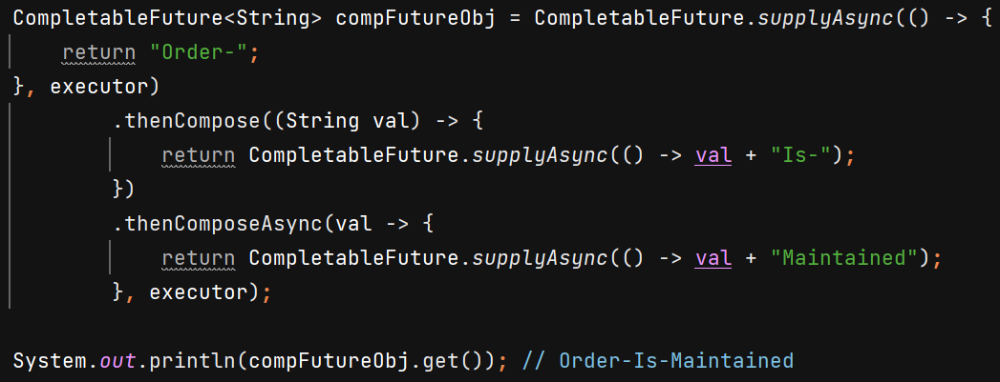 CompletableFuture<String> compFutureObj = CompletableFuture.supplyAsync(() -> {
    return "Order-";
}, executor)
        .thenCompose((String val) -> {
            return CompletableFuture.supplyAsync(() -> val + "Is-");
        })
        .thenComposeAsync(val -> {
            return CompletableFuture.supplyAsync(() -> val + "Maintained");
        }, executor);

System.out.println(compFutureObj.get()); // Order-Is-Maintained